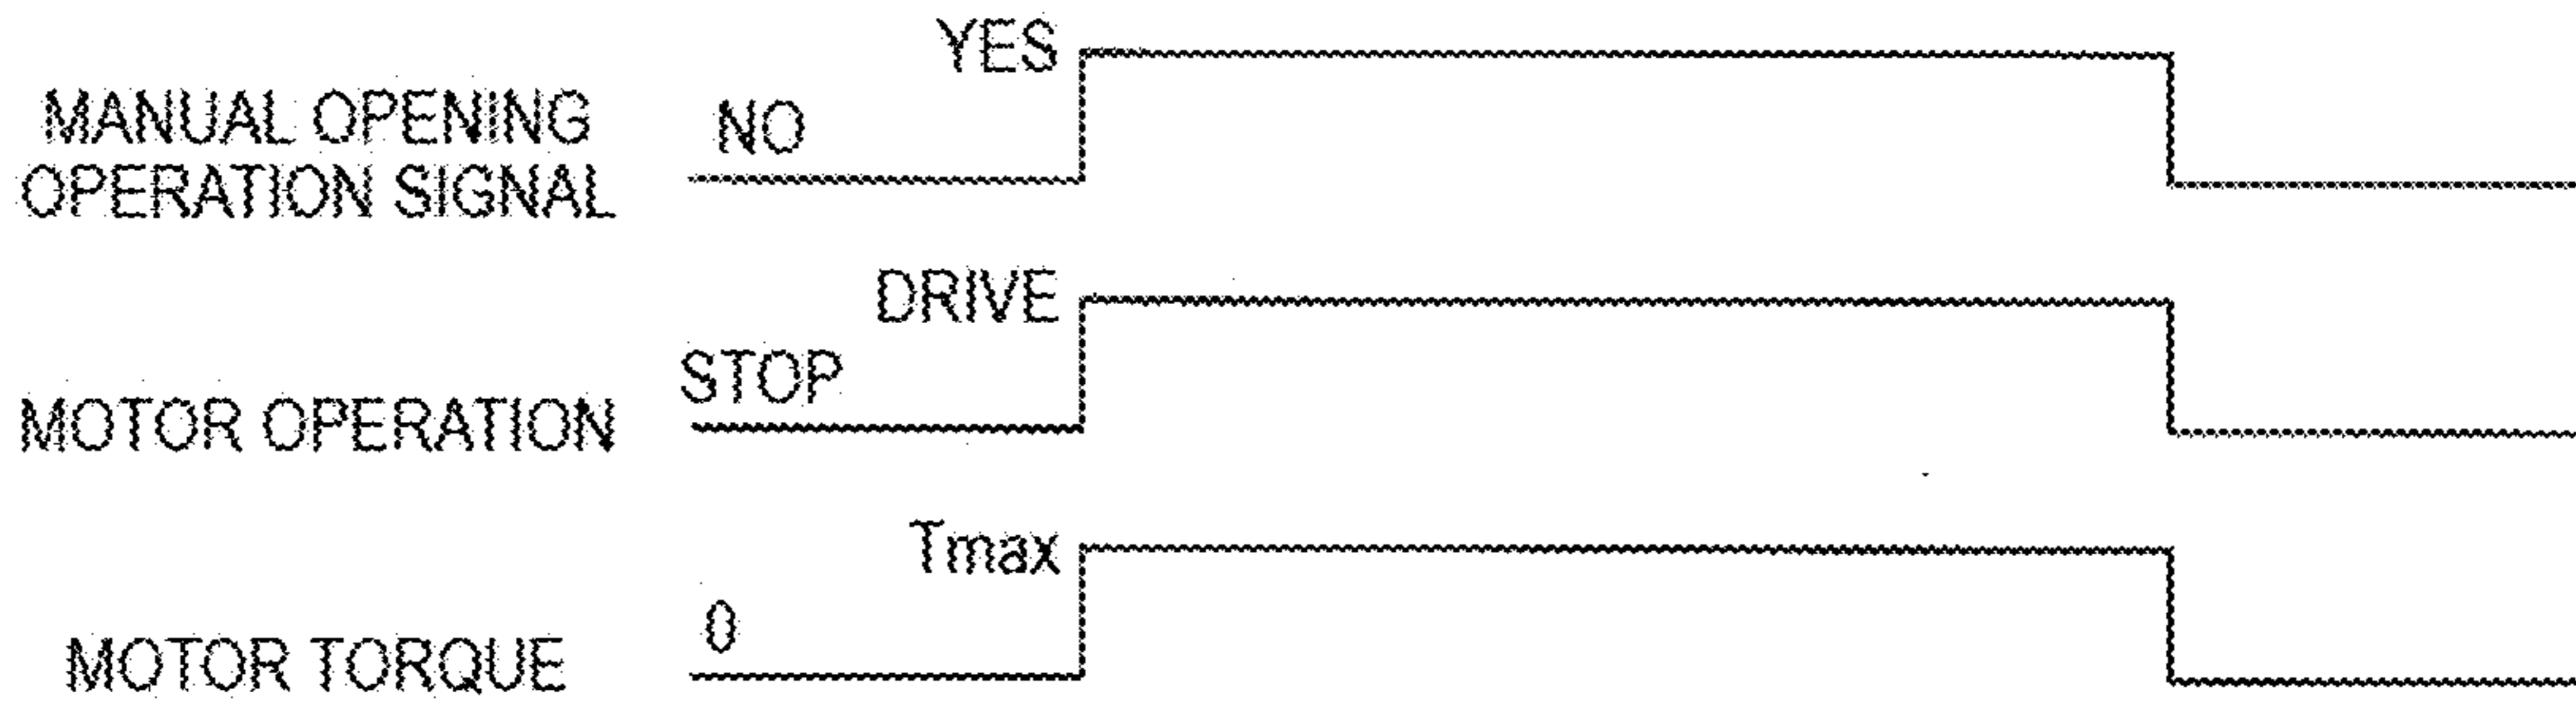 YES
NO
MANUAL OPENING
OPERATION SIGNAL
DRIVE
STOP
MOTOR OPERATION
Tmax
0
MOTOR TORQUE